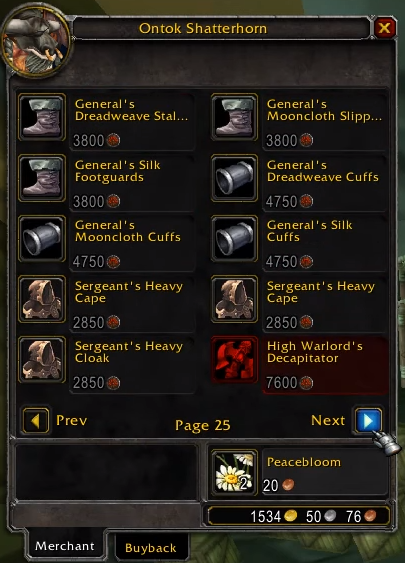 Ontok Shatterhorn
General's
Dreadweave Stal...
3800
General's
Mooncloth Slipp...
3800
General's Silk
Footguards
3800
General's
Dreadweave Cuffs
4750
General's
Mooncloth Cuffs
4750
General's Silk
Cuffs
4750
Sergeant's Heavy
Cape
2850
Sergeant's Heavy
Cape
2850
Sergeant's Heavy
Cloak
2850
High Warlord's
Decapitator
7600
Prev
Page 25
Next
2
Peacebloom
20
1534 50 76
Merchant
Buyback